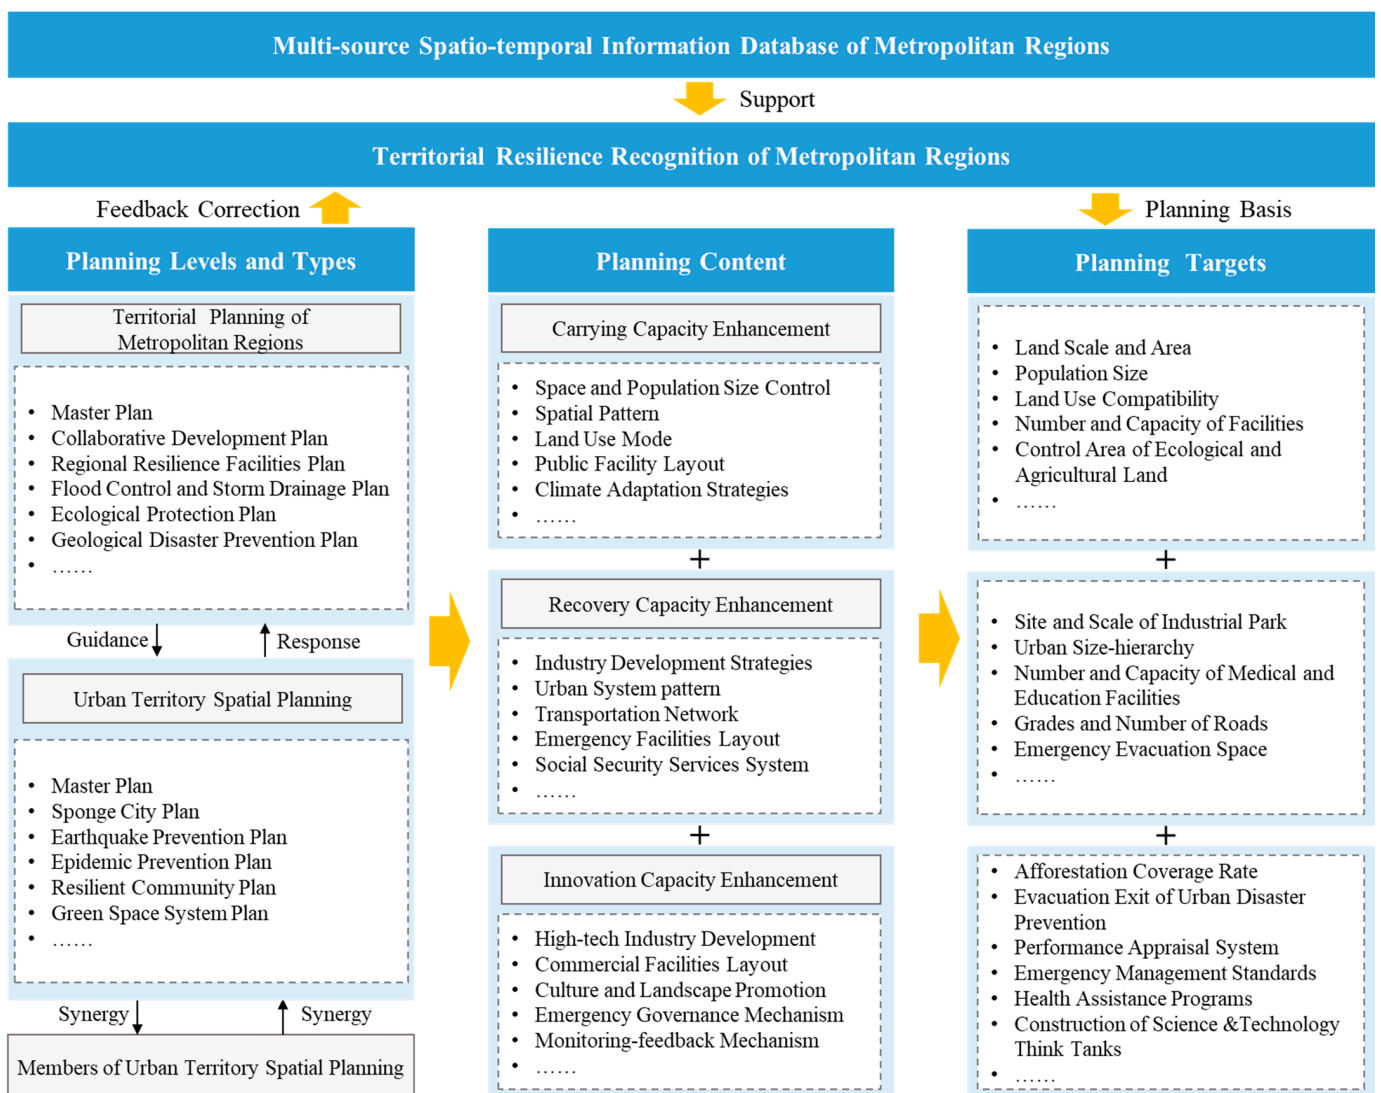 Multi-source Spatio-temporal Information Database of Metropolitan Regions
Support
Territorial Resilience Recognition of Metropolitan Regions
Feedback Correction
Planning Basis
Planning Levels and Types
Territorial Planning of
Metropolitan Regions
• Master Plan
• Collaborative Development Plan
• Regional Resilience Facilities Plan
• Flood Control and Storm Drainage Plan
• Ecological Protection Plan
• Geological Disaster Prevention Plan
• ……
Guidance
Response
Urban Territory Spatial Planning
• Master Plan
• Sponge City Plan
• Earthquake Prevention Plan
• Epidemic Prevention Plan
• Resilient Community Plan
• Green Space System Plan
• ……
Synergy
Synergy
Members of Urban Territory Spatial Planning
Planning Content
Carrying Capacity Enhancement
• Space and Population Size Control
• Spatial Pattern
• Land Use Mode
• Public Facility Layout
• Climate Adaptation Strategies
• ……
+
Recovery Capacity Enhancement
• Industry Development Strategies
• Urban System pattern
• Transportation Network
• Emergency Facilities Layout
• Social Security Services System
• ……
+
Innovation Capacity Enhancement
• High-tech Industry Development
• Commercial Facilities Layout
• Culture and Landscape Promotion
• Emergency Governance Mechanism
• Monitoring-feedback Mechanism
• ……
Planning Targets
• Land Scale and Area
• Population Size
• Land Use Compatibility
• Number and Capacity of Facilities
• Control Area of Ecological and
Agricultural Land
• ……
+
• Site and Scale of Industrial Park
• Urban Size-hierarchy
• Number and Capacity of Medical and
Education Facilities
• Grades and Number of Roads
• Emergency Evacuation Space
• ……
+
• Afforestation Coverage Rate
• Evacuation Exit of Urban Disaster
Prevention
• Performance Appraisal System
• Emergency Management Standards
• Health Assistance Programs
• Construction of Science &Technology
Think Tanks
• ……